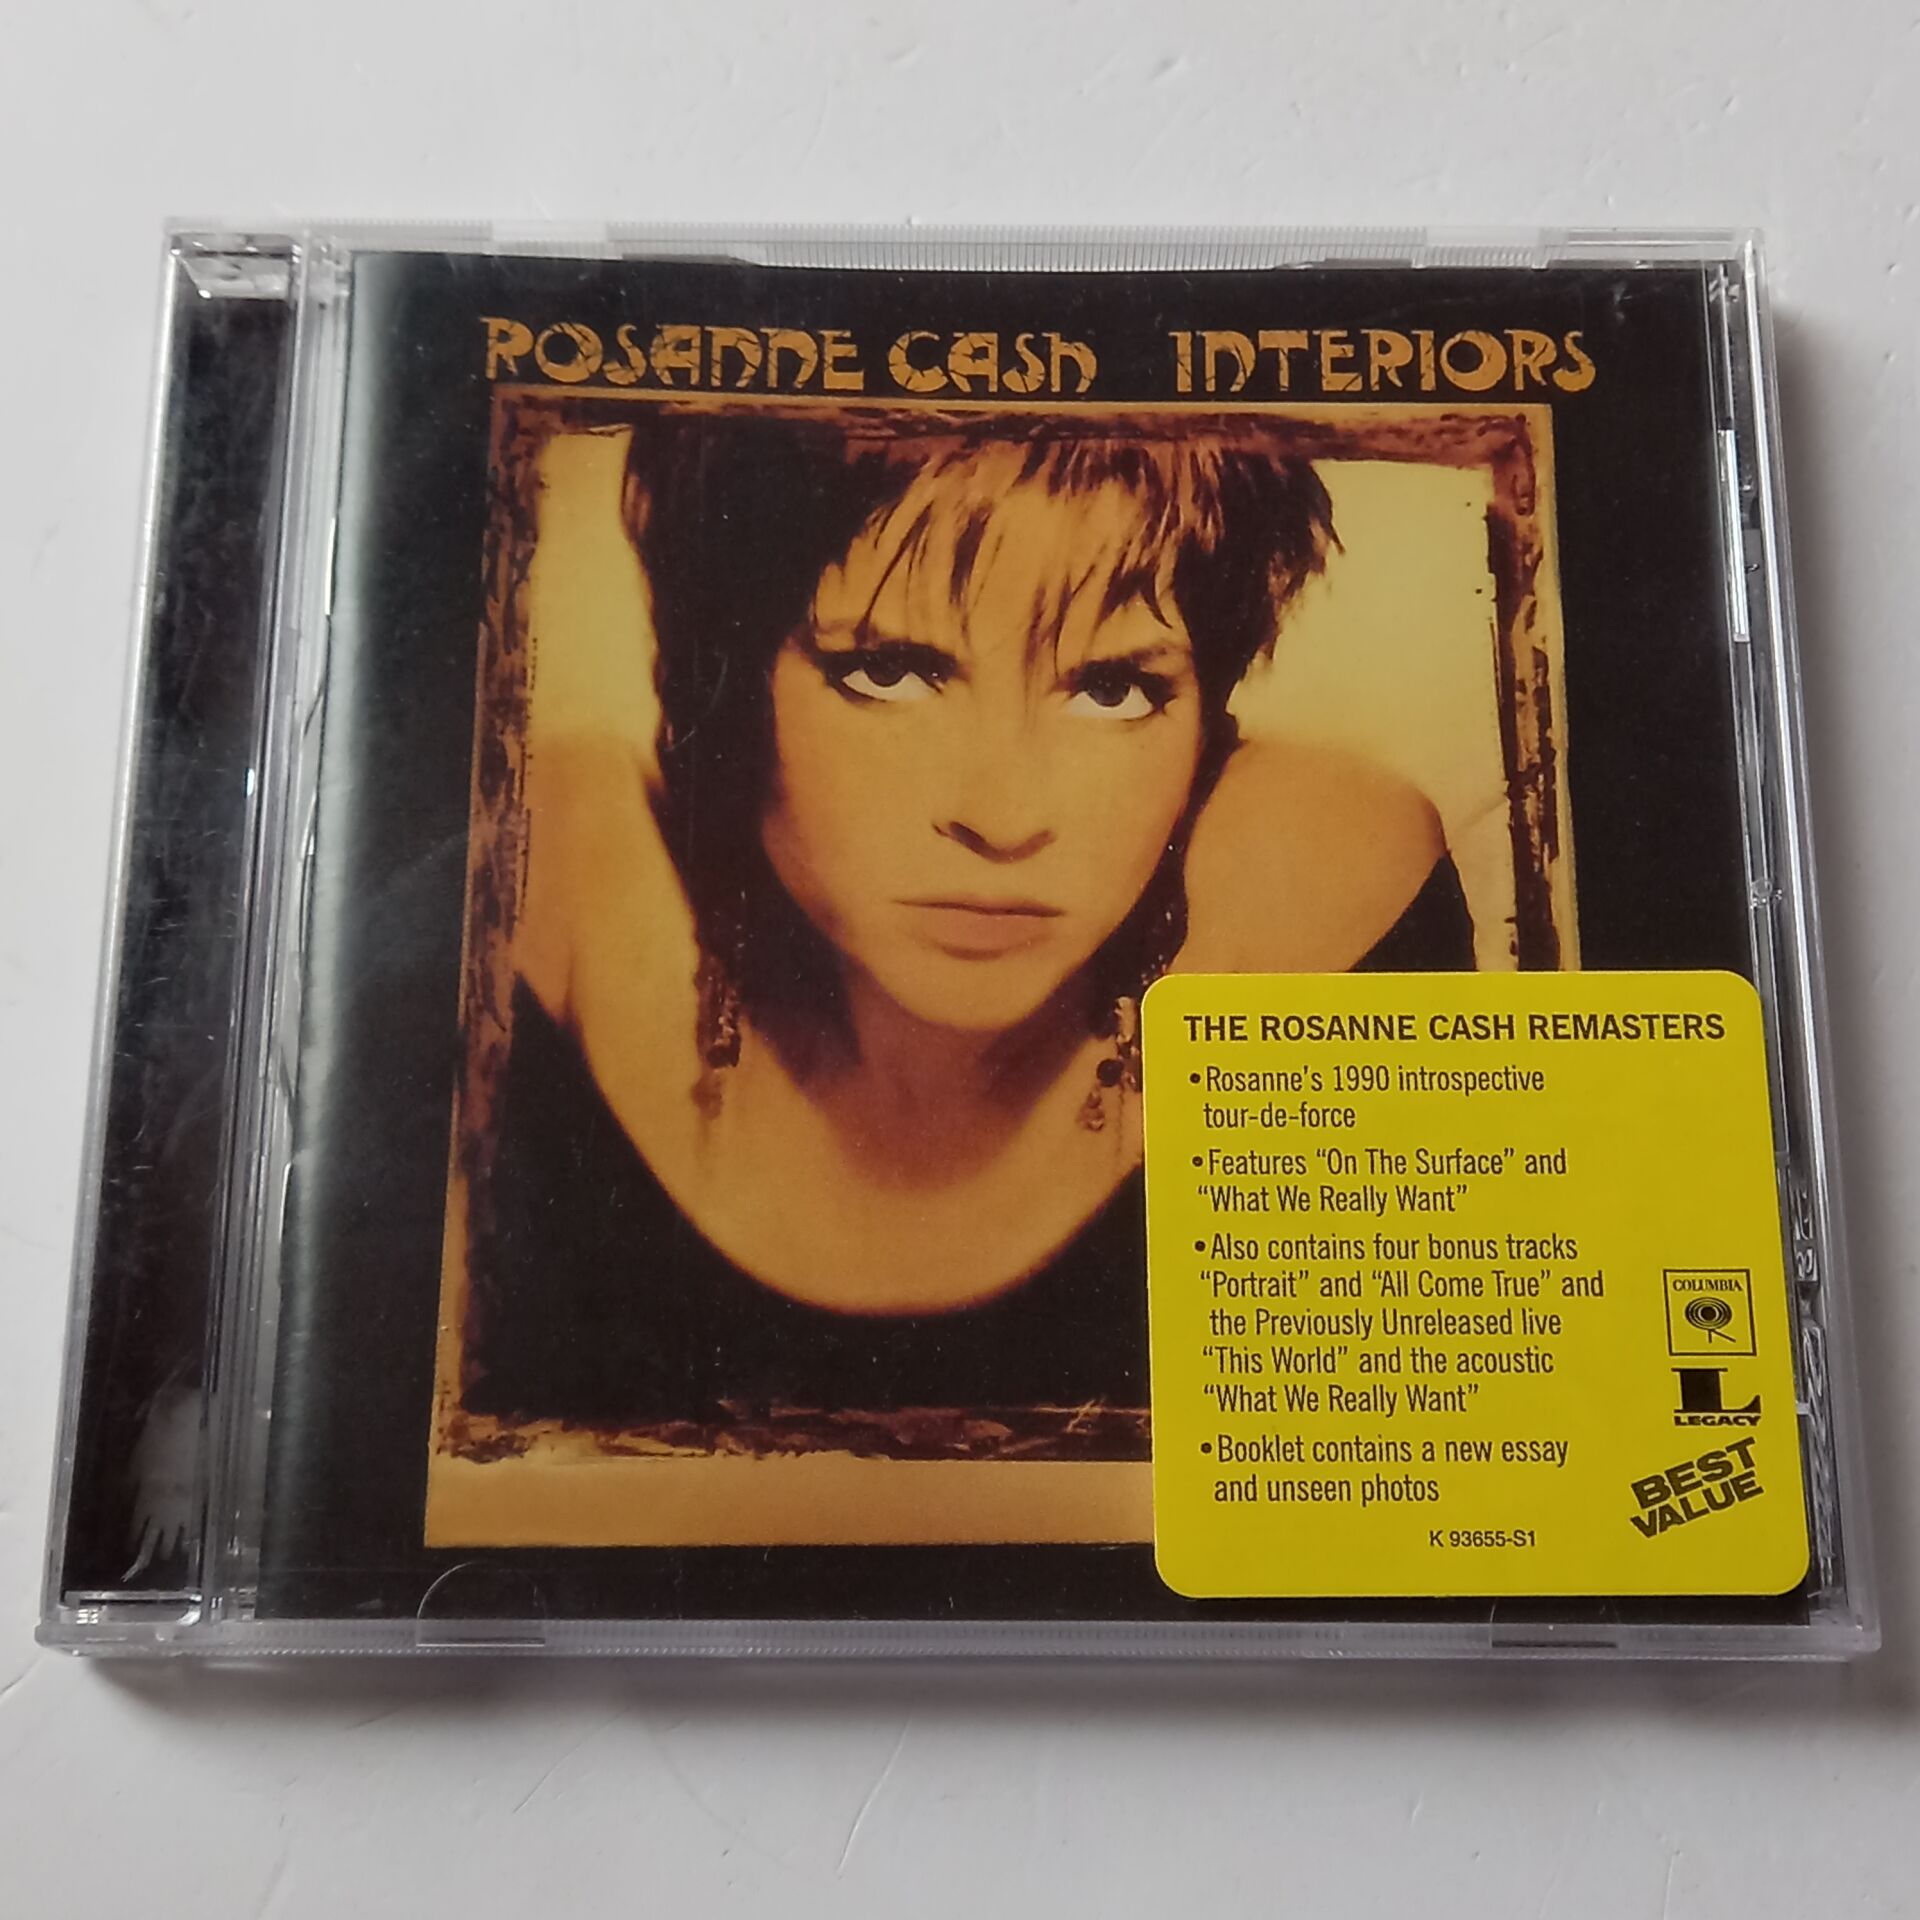 ROSANNE CASH INTERIORS
THE ROSANNE CASH REMASTERS
•Rosanne's 1990 introspective
tour-de-force
•Features “On The Surface” and
“What We Really Want”
•Also contains four bonus tracks
“Portrait” and “All Come True” and
the Previously Unreleased live
“This World” and the acoustic
“What We Really Want”
•Booklet contains a new essay
and unseen photos
K 93655-S1
COLUMBIA
L
LEGACY
BEST
VALUE